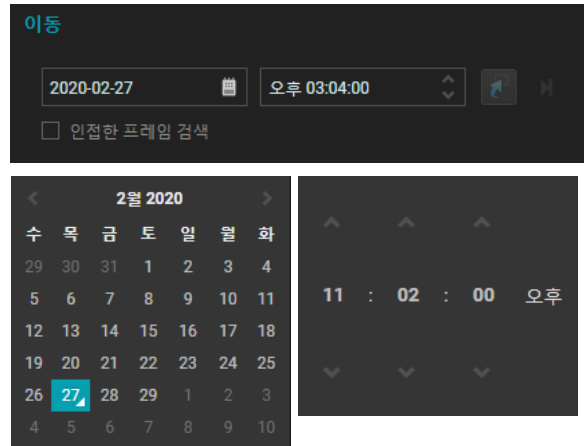 이동
2020-02-27 오후 03:04:00
인접한 프레임 검색
2월 2020
수 목 금 토 일 월 화
29 30 31 1 2 3 4
5 6 7 8 9 10 11
12 13 14 15 16 17 18
19 20 21 22 23 24 25
26 27 28 29 1 2 3
4 5 6 7 8 9 10
11 : 02 : 00 오후